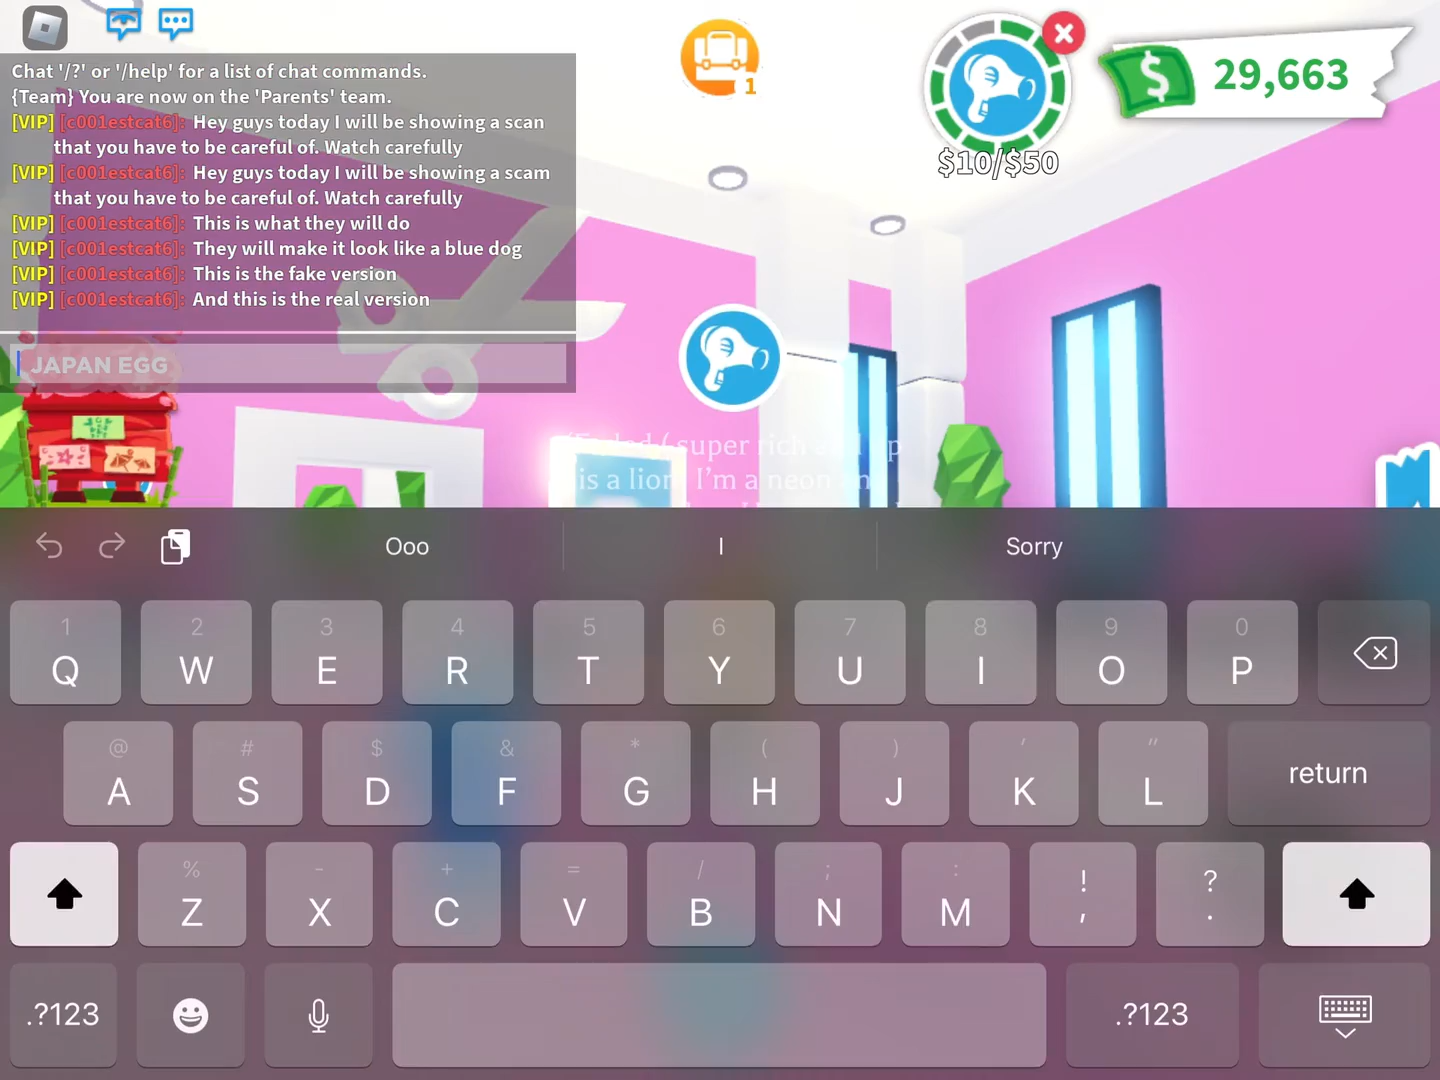 1
29,663
$10/$50
Chat '/?' or '/help' for a list of chat commands.
{Team} You are now on the 'Parents' team.
[VIP] [c001estcat6]: Hey guys today I will be showing a scan
that you have to be careful of. Watch carefully
[VIP] [c001estcat6]: Hey guys today I will be showing a scam
that you have to be careful of. Watch carefully
[VIP] [c001estcat6]: This is what they will do
[VIP] [c001estcat6]: They will make it look like a blue dog
[VIP] [c001estcat6]: This is the fake version
[VIP] [c001estcat6]: And this is the real version
JAPAN EGG
super rich
is a lion I'm a neon
Ooo I Sorry
1 2 3 4 5 6 7 8 9 0
Q W E R T Y U I O P
@ # $ & * ( ) ' "
A S D F G H J K L return
% - + = / ; : ! ?
Z X C V B N M , .
.?123 .?123